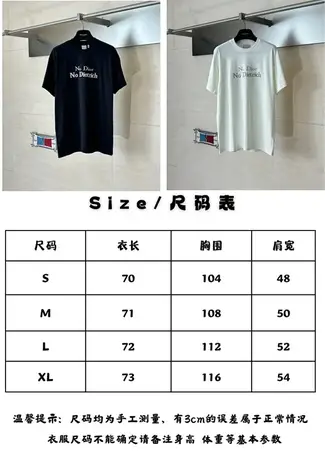 No Dior
No Dietrich
No Dior
No Dietrich
Size/尺码表
尺码 衣长 胸围 肩宽
S 70 104 48
M 71 108 50
L 72 112 52
XL 73 116 54
温馨提示：尺码均为手工测量、有3cm的误差属于正常情况
衣服尺码不能确定请备注身高 体重等基本参数